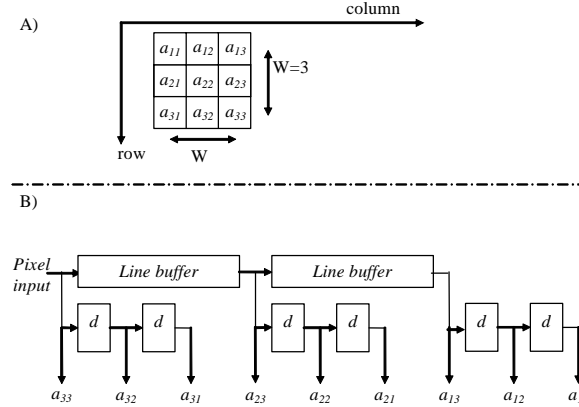 A)
column
a11 a12 a13
a21 a22 a23
a31 a32 a33
W=3
W
row
B)
Pixel input
Line buffer
Line buffer
d d d d d d
a33 a32 a31 a23 a22 a21 a13 a12